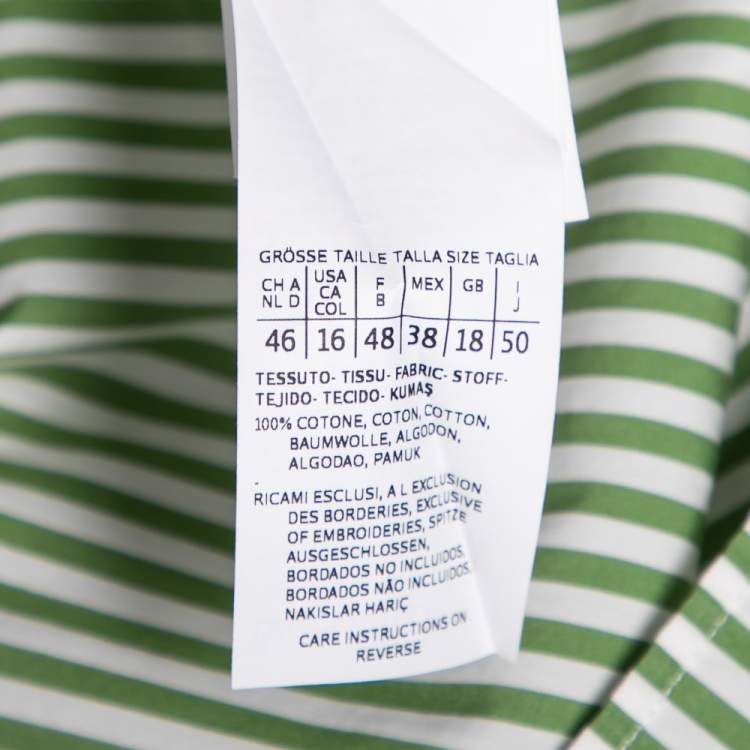 GRÖSSE TAILLE TALLA SIZE TAGLIA
CH A USA F MEX GB I
NL D CA B J
COL
46 16 48 38 18 50
TESSUTO- TISSU- FABRIC- STOFF-
TEJIDO- TECIDO- KUMAŞ
100% COTONE, COTON, COTTON,
BAUMWOLLE, ALGODON,
ALGODAO, PAMUK
RICAMI ESCLUSI, A L EXCLUSION
DES BORDERIES, EXCLUSIVE
OF EMBROIDERIES, SPITZE
AUSGESCHLOSSEN,
BORDADOS NO INCLUIDOS,
BORDADOS NÃO INCLUIDOS,
NAKISLAR HARIÇ
CARE INSTRUCTIONS ON
REVERSE